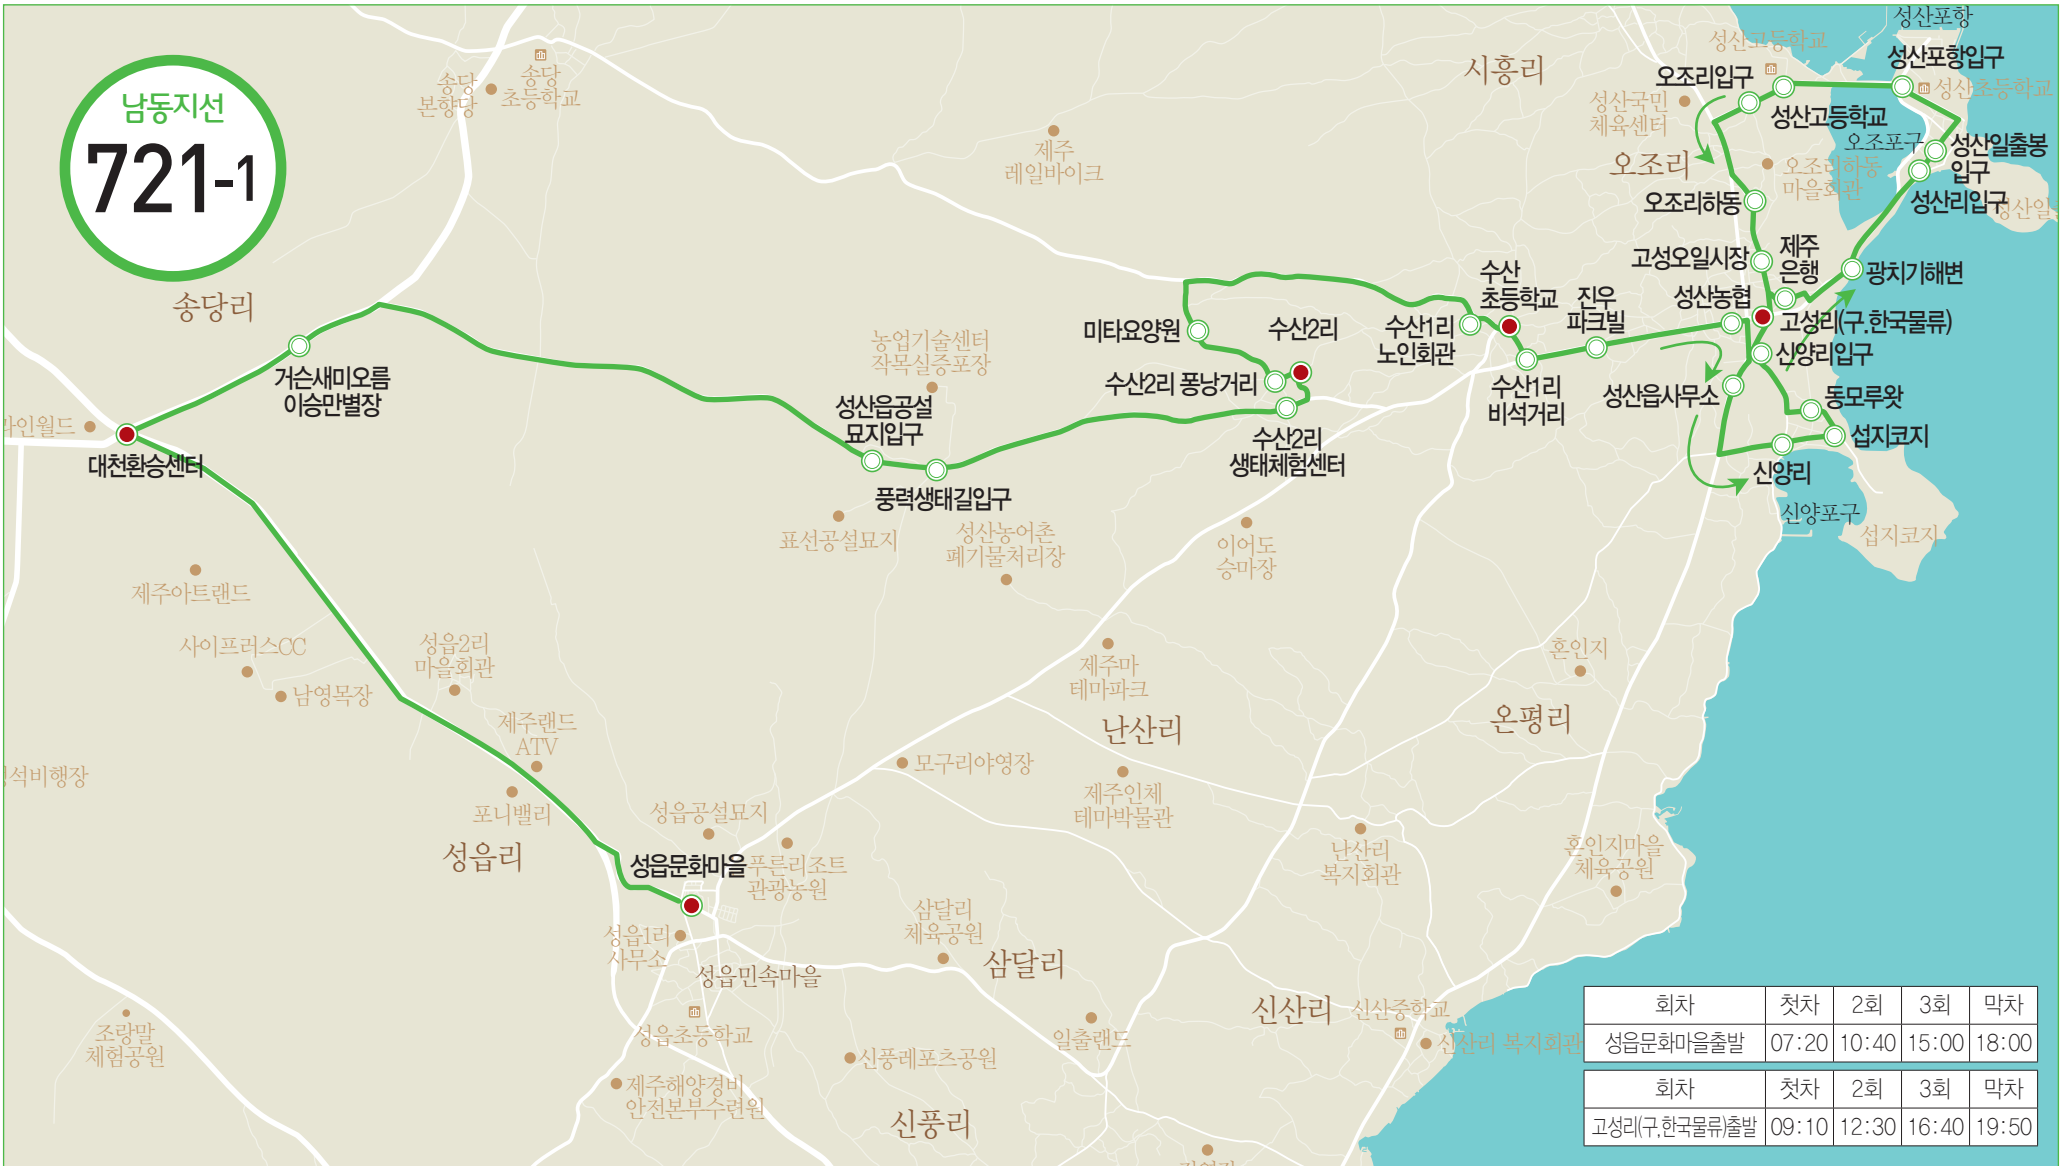 남동지선
721-1
성산포항
성산고등학교
시흥리
성산포항입구
오조리입구
성산초등학교
송당
본향당
송당
초등학교
성산국민
체육센터
성산고등학교
오조포구
성산일출봉
입구
제주
레일바이크
오조리
오조리하동
마을회관
오조리하동
성산리입구
제주
은행
고성오일시장
광치기해변
수산
초등학교
진우
파크빌
성산농협
송당리
고성리(구.한국물류)
미타요양원
수산2리
수산1리
노인회관
농업기술센터
작목실증포장
신양리입구
거슨새미오름
이승만별장
수산2리 퐁낭거리
수산1리
비석거리
성산읍사무소
동모루왓
성산읍공설
묘지입구
섭지코지
대천환승센터
수산2리
생태체험센터
신양리
풍력생태길입구
신양포구
섭지코지
표선공설묘지
성산농어촌
폐기물처리장
이어도
승마장
제주아트랜드
사이프러스CC
성읍2리
마을회관
남영목장
제주마
테마파크
혼인지
제주랜드
ATV
난산리
온평리
모구리야영장
포니밸리
성읍공설묘지
제주인체
테마박물관
성읍리
성읍문화마을
푸른리조트
관광농원
난산리
복지회관
혼인지마을
체육공원
성읍1리
사무소
삼달리
체육공원
삼달리
성읍민속마을
신산리
신산중학교
조랑말
체험공원
성읍초등학교
신풍레포츠공원
일출랜드
신산리 복지회관
제주해양경비
안전본부수련원
신풍리
회차 첫차 2회 3회 막차
성읍문화마을출발 07:20 10:40 15:00 18:00
회차 첫차 2회 3회 막차
고성리(구,한국물류)출발 09:10 12:30 16:40 19:50